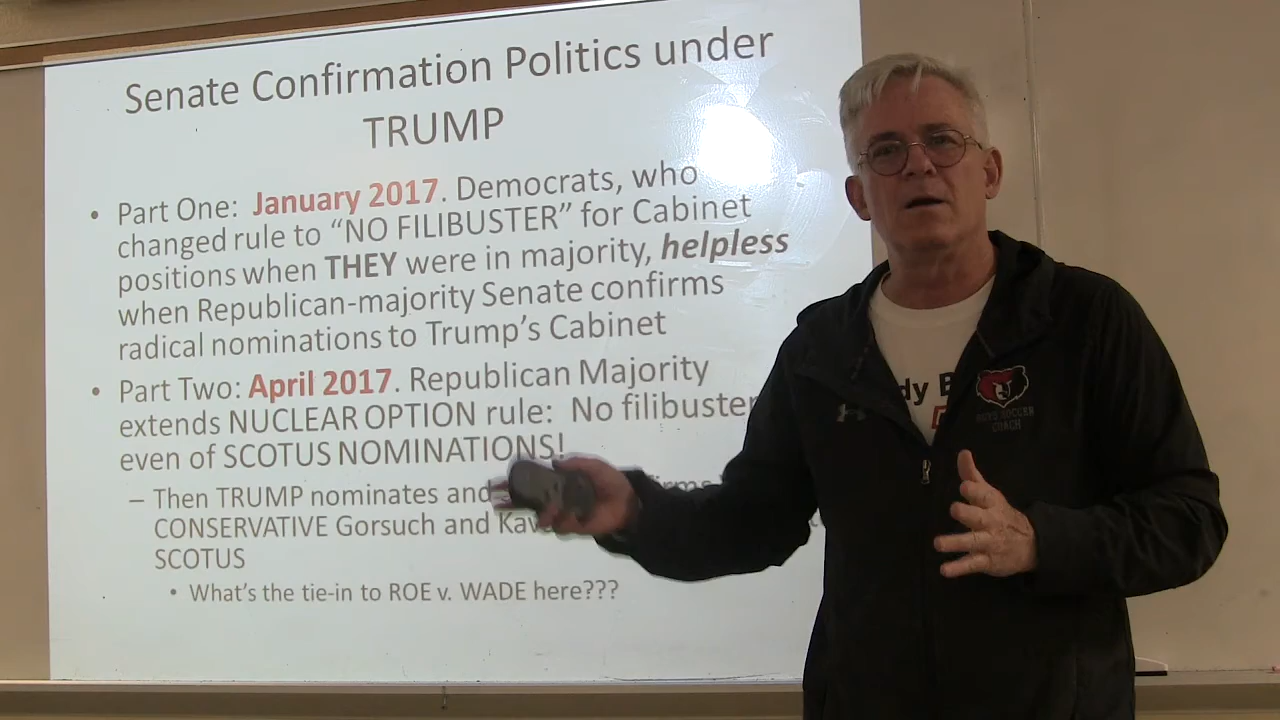 Senate Confirmation Politics under
TRUMP
• Part One: January 2017. Democrats, who
changed rule to “NO FILIBUSTER” for Cabinet
positions when THEY were in majority, helpless
when Republican-majority Senate confirms
radical nominations to Trump’s Cabinet
• Part Two: April 2017. Republican Majority
extends NUCLEAR OPTION rule: No filibuster
even of SCOTUS NOMINATIONS!
– Then TRUMP nominates and
CONSERVATIVE Gorsuch and
SCOTUS
• What’s the tie-in to ROE v. WADE here???
BOYS SOCCER
COACH